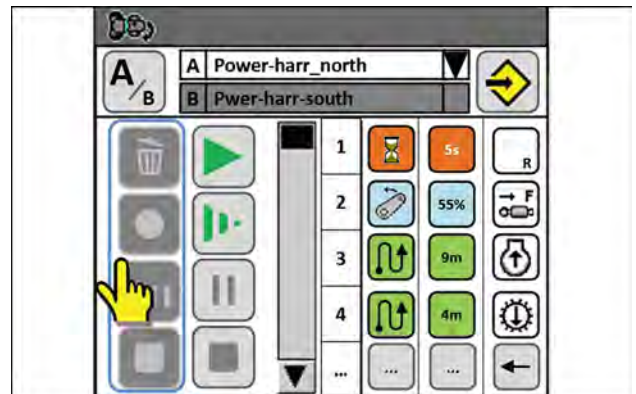 A/B
A Power-harr_north
B Pwer-harr-south
1 5s R
2 55% F
3 9m
4 4m
... ... ...